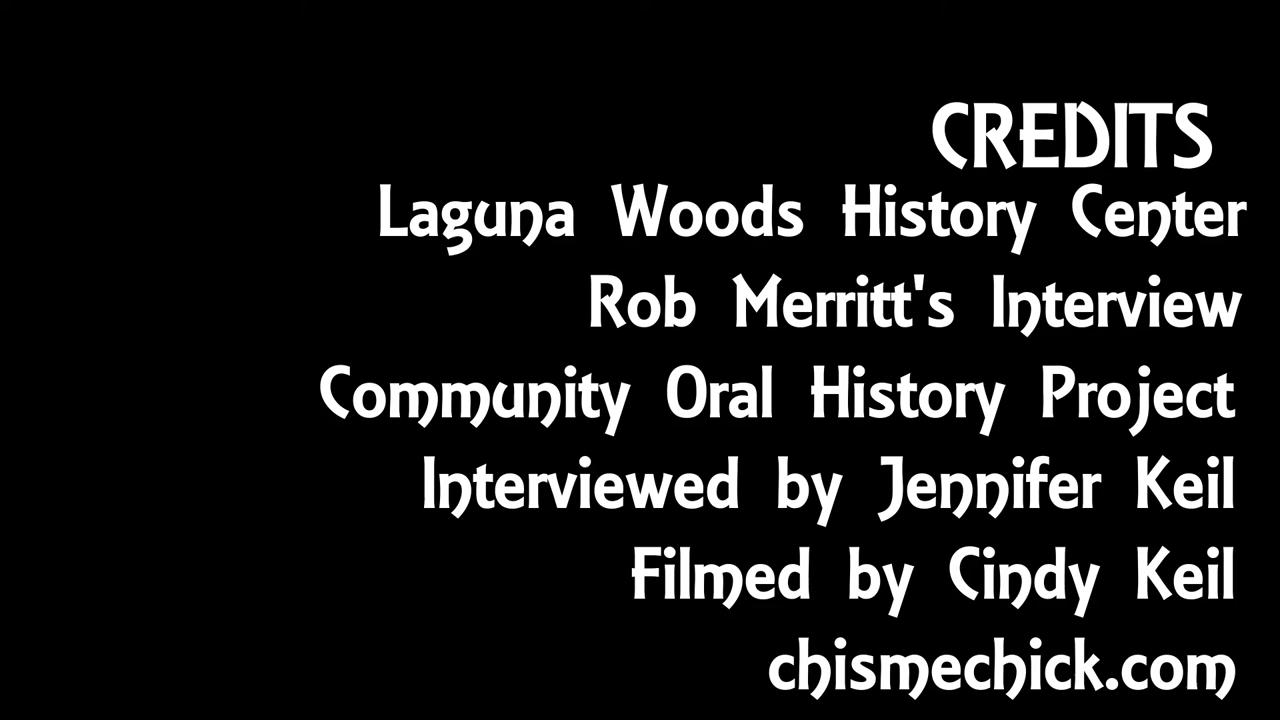 CREDITS
Laguna Woods History Center
Rob Merritt's Interview
Community Oral History Project
Interviewed by Jennifer Keil
Filmed by Cindy Keil
chismechick.com